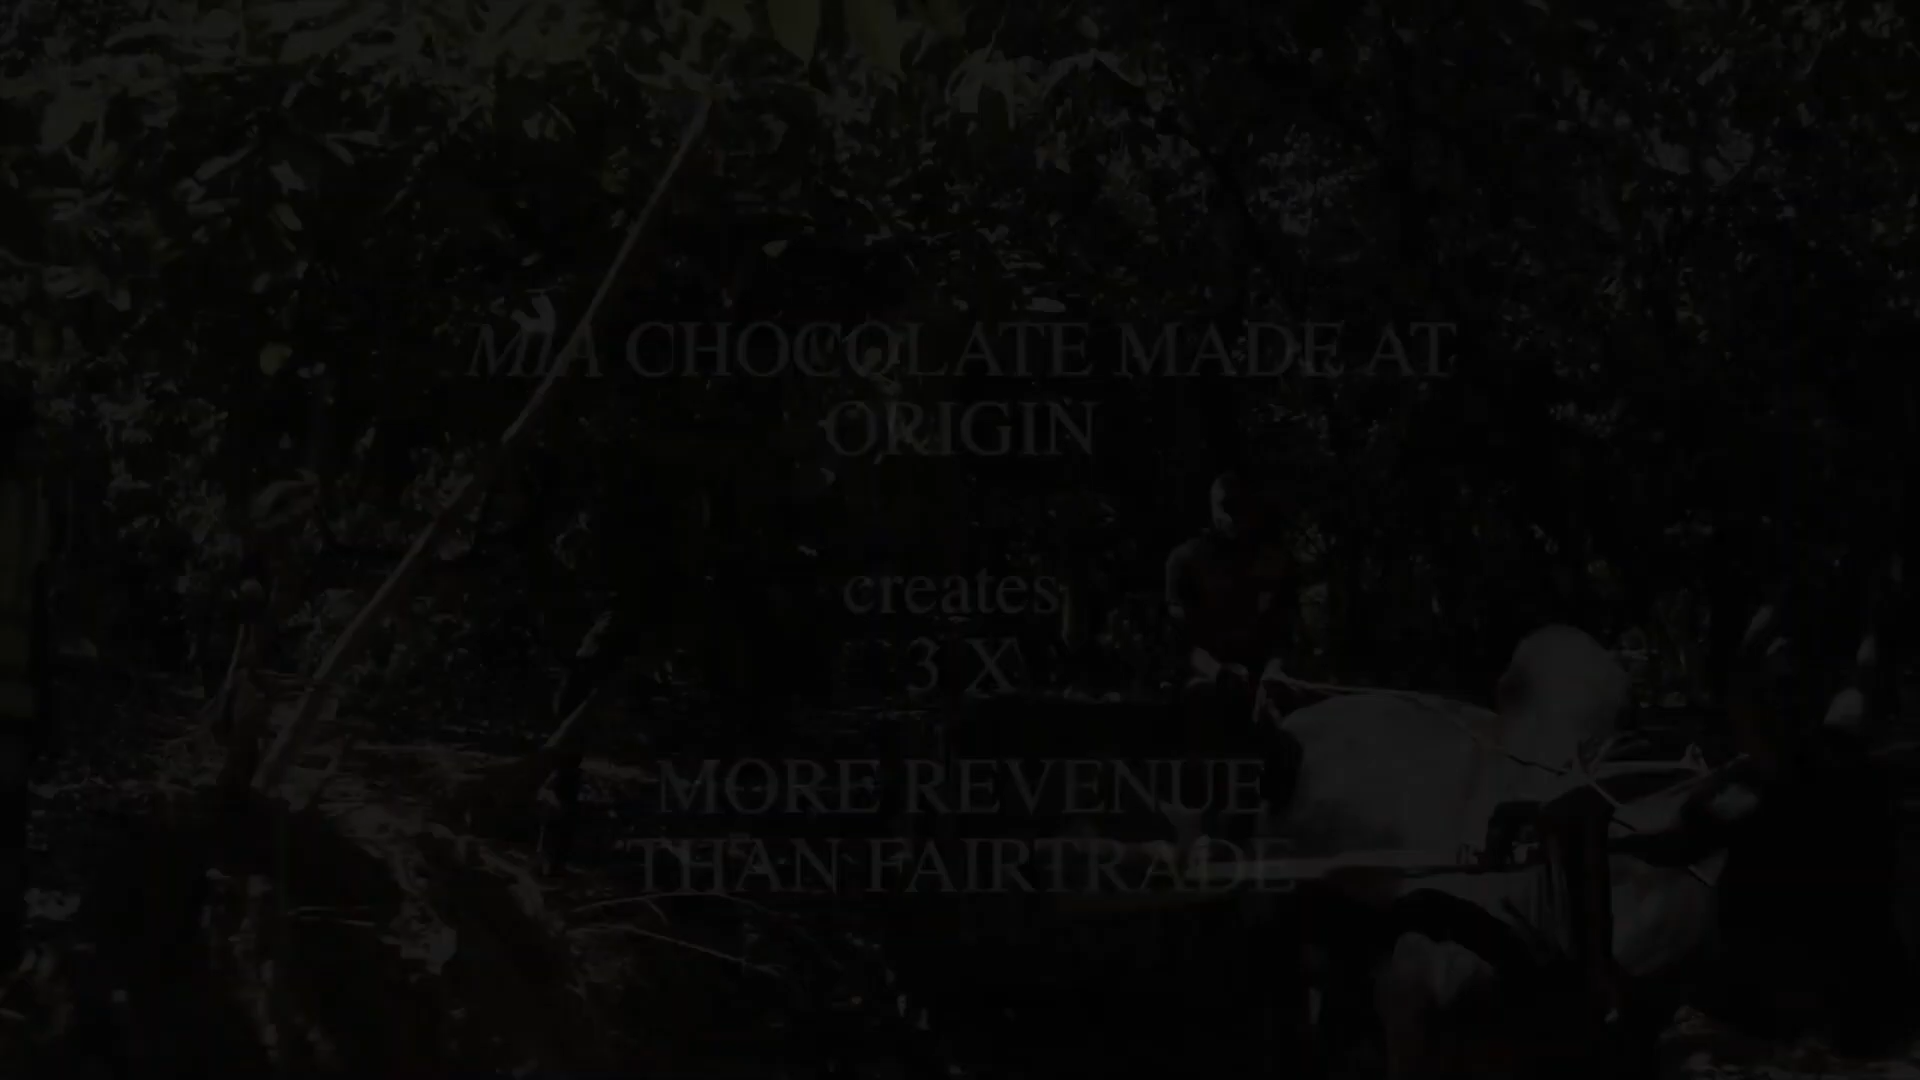 MIA CHOCOLATE MADE AT
ORIGIN
creates
3 X
MORE REVENUE
THAN FAIRTRADE